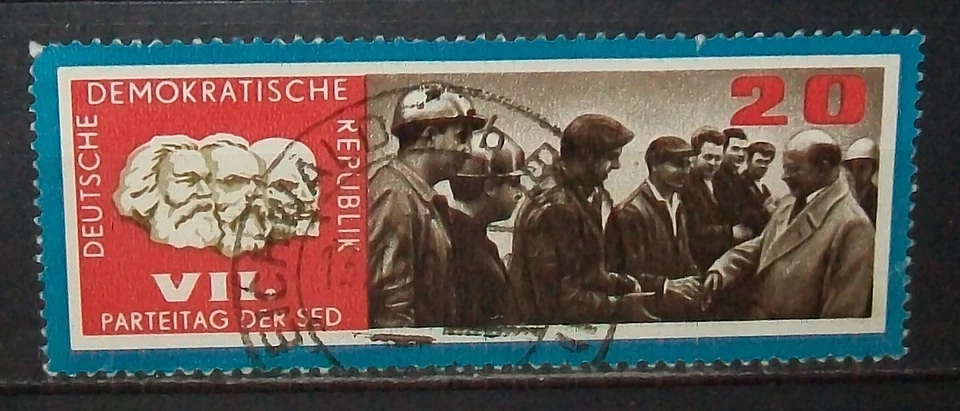 DEUTSCHE
DEMOKRATISCHE
REPUBLIK
VII.
PARTEITAG DER SED
20